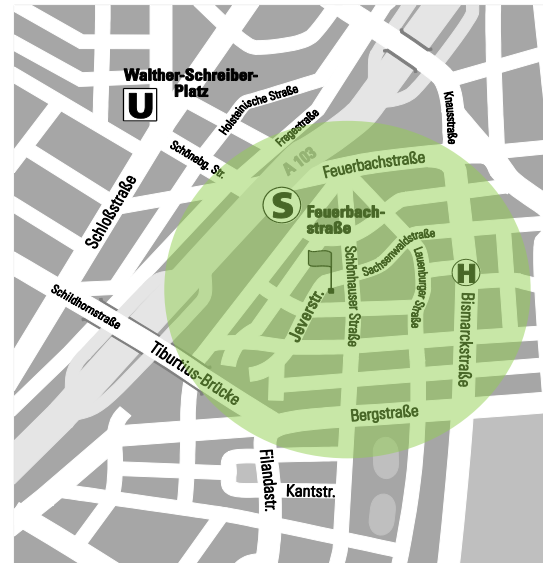 Walther-Schreiber-
Platz
U
Holsteinische Straße
Knausstraße
Fregestraße
Schönebg. Str.
A 103
Feuerbachstraße
Schloßstraße
S
Feuerbach-
straße
Sachsenwaldstraße
Schönhauser Straße
Lauenburger Straße
H
Jeverstr.
Bismarckstraße
Schildhornstraße
Tiburtius-Brücke
Bergstraße
Filandastr.
Kantstr.